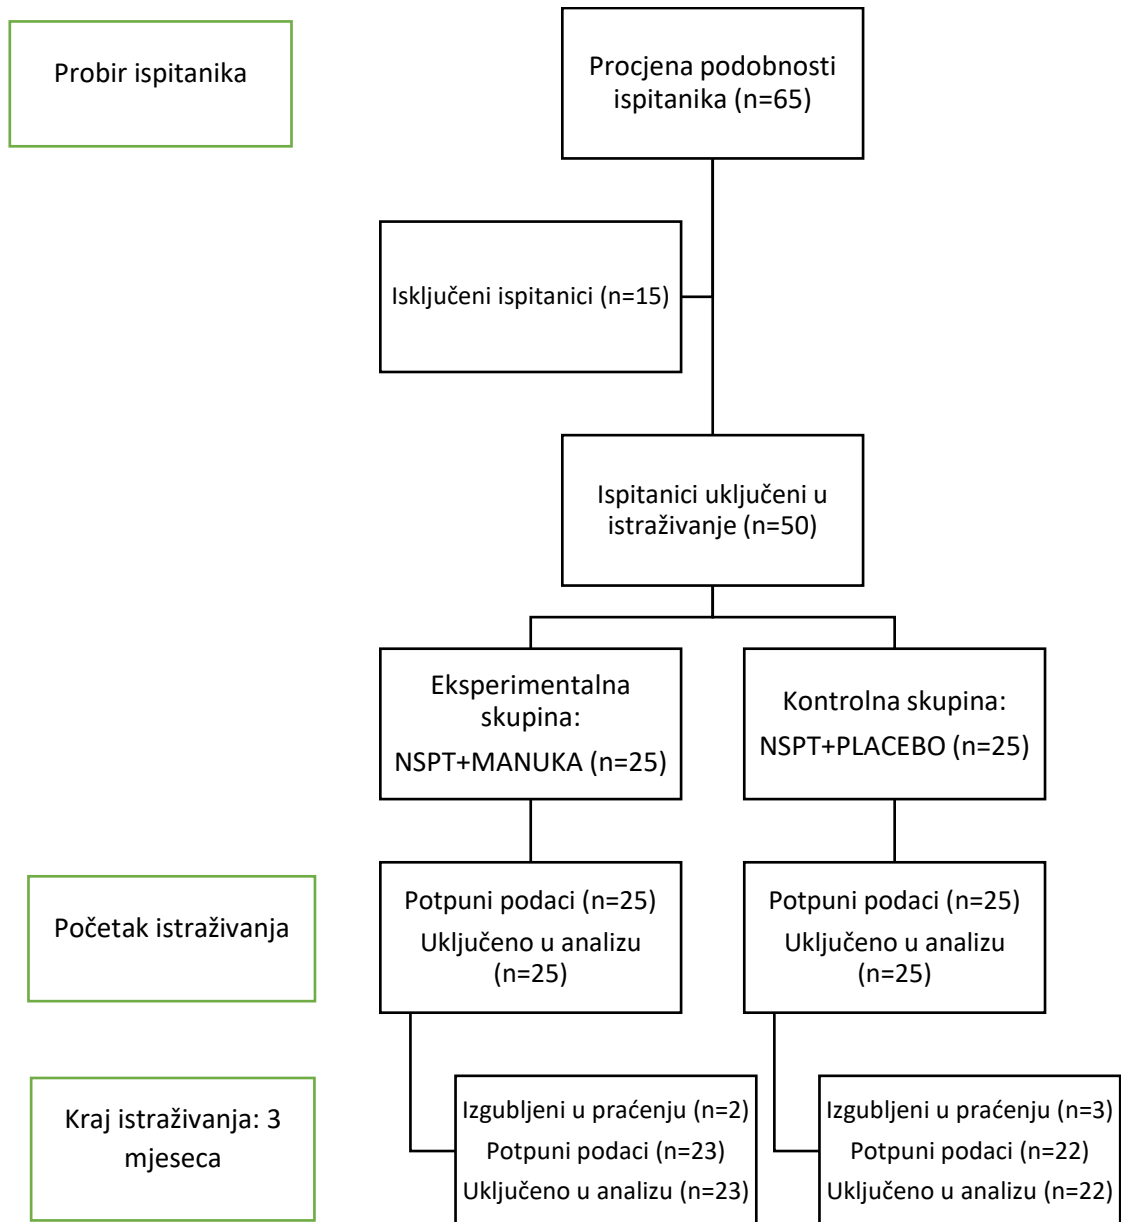 Probir ispitanika
Procjena podobnosti
ispitanika (n=65)
Isključeni ispitanici (n=15)
Ispitanici uključeni u
istraživanje (n=50)
Eksperimentalna
skupina:
NSPT+MANUKA (n=25)
Kontrolna skupina:
NSPT+PLACEBO (n=25)
Početak istraživanja
Potpuni podaci (n=25)
Uključeno u analizu
(n=25)
Potpuni podaci (n=25)
Uključeno u analizu
(n=25)
Kraj istraživanja: 3
mjeseca
Izgubljeni u praćenju (n=2)
Potpuni podaci (n=23)
Uključeno u analizu (n=23)
Izgubljeni u praćenju (n=3)
Potpuni podaci (n=22)
Uključeno u analizu (n=22)